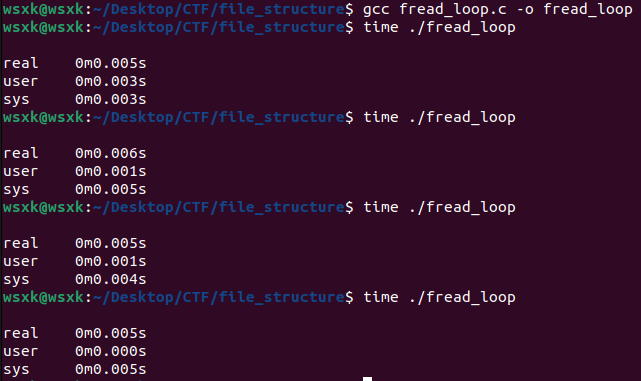 wsxk@wsxk:~/Desktop/CTF/file_structure$ gcc fread_loop.c -o fread_loop
wsxk@wsxk:~/Desktop/CTF/file_structure$ time ./fread_loop
real 0m0.005s
user 0m0.003s
sys 0m0.003s
wsxk@wsxk:~/Desktop/CTF/file_structure$ time ./fread_loop
real 0m0.006s
user 0m0.001s
sys 0m0.005s
wsxk@wsxk:~/Desktop/CTF/file_structure$ time ./fread_loop
real 0m0.005s
user 0m0.001s
sys 0m0.004s
wsxk@wsxk:~/Desktop/CTF/file_structure$ time ./fread_loop
real 0m0.005s
user 0m0.000s
sys 0m0.005s